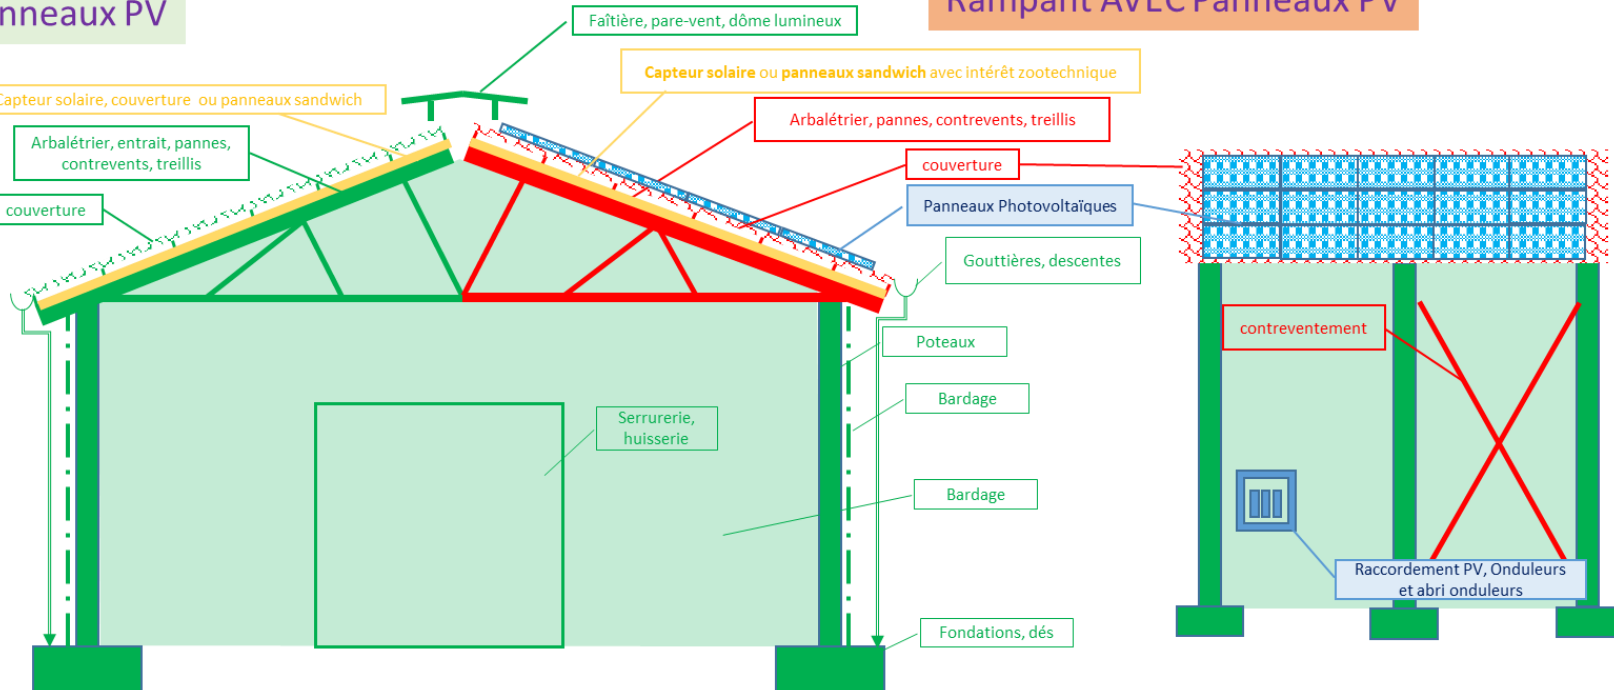 PV
Rampant AVEC Panneaux PV
Faîtière, pare-vent, dôme lumineux
Capteur solaire ou panneaux sandwich avec intérêt zootechnique
Capteur solaire, couverture ou panneaux sandwich
Arbalétrier, pannes, contrevents, treillis
Arbalétrier, entrait, pannes,
contrevents, treillis
couverture
couverture
Panneaux Photovoltaïques
Gouttières, descentes
contreventement
Poteaux
Bardage
Serrurerie,
huisserie
Bardage
Raccordement PV, Onduleurs
et abri onduleurs
Fondations, dés